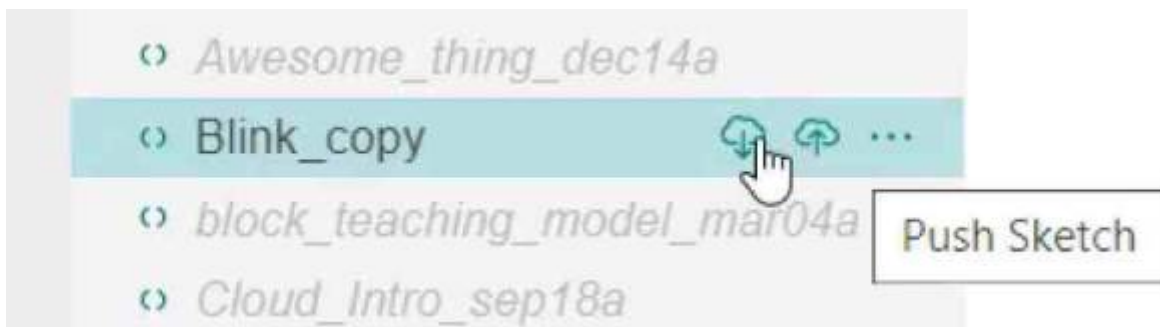 Awesome_thing_dec14a
Blink_copy
block_teaching_model_mar04a
Push Sketch
Cloud_Intro_sep18a